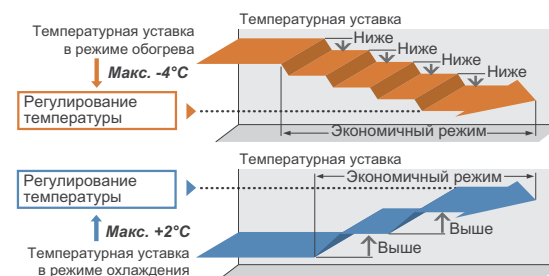 Температурная уставка
Температурная уставка
в режиме обогрева
Макс. -4°C
Регулирование
температуры
Ниже
Ниже
Ниже
Ниже
Экономичный режим
Температурная уставка
Экономичный режим
Регулирование
температуры
Макс. +2°C
Температурная уставка
в режиме охлаждения
Выше
Выше